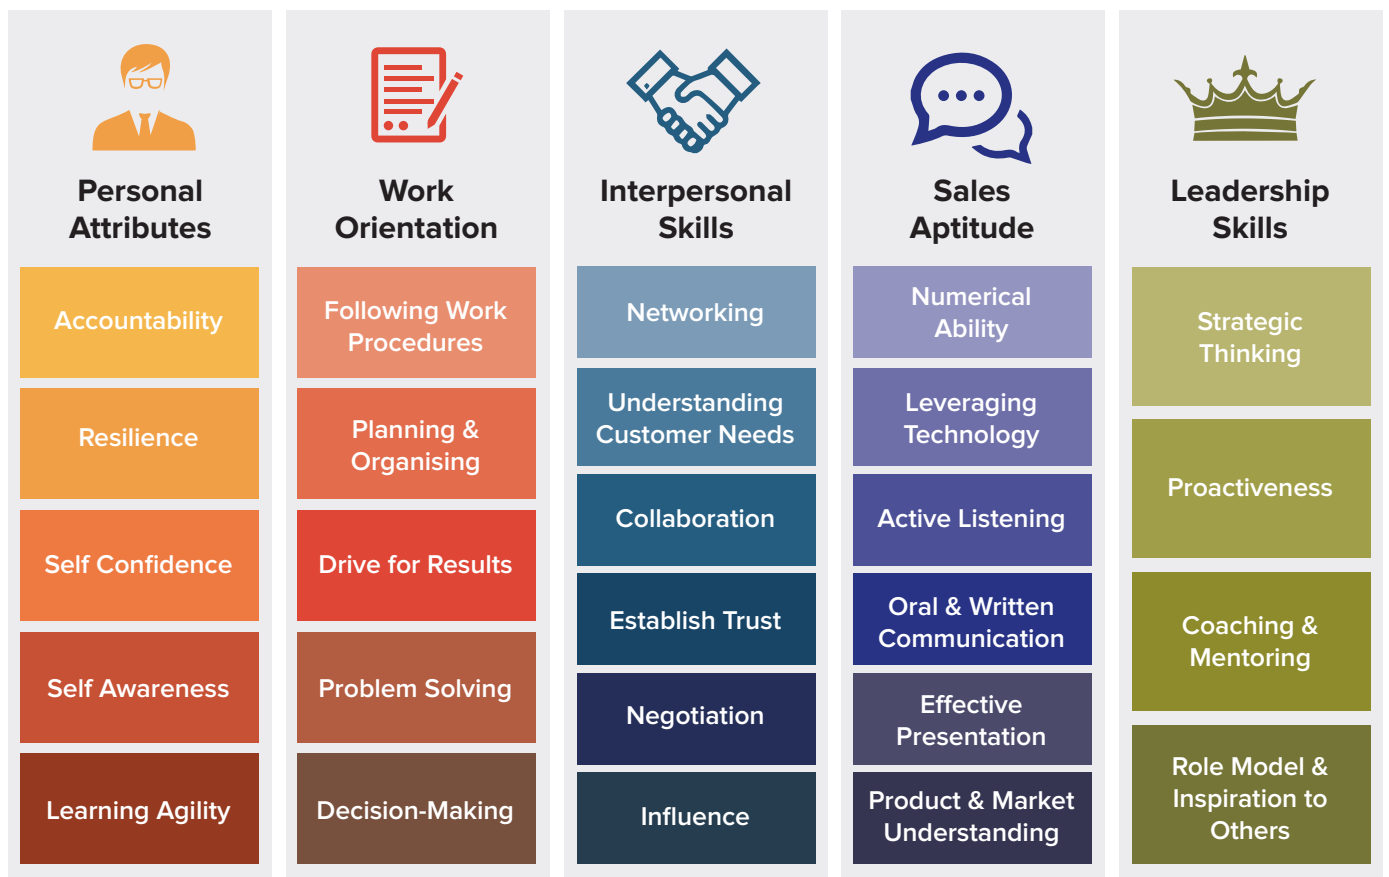 Personal
Attributes
Accountability
Resilience
Self Confidence
Self Awareness
Learning Agility
Work
Orientation
Following Work
Procedures
Planning &
Organising
Drive for Results
Problem Solving
Decision-Making
Interpersonal
Skills
Networking
Understanding
Customer Needs
Collaboration
Establish Trust
Negotiation
Influence
Sales
Aptitude
Numerical
Ability
Leveraging
Technology
Active Listening
Oral & Written
Communication
Effective
Presentation
Product & Market
Understanding
Leadership
Skills
Strategic
Thinking
Proactiveness
Coaching &
Mentoring
Role Model &
Inspiration to
Others